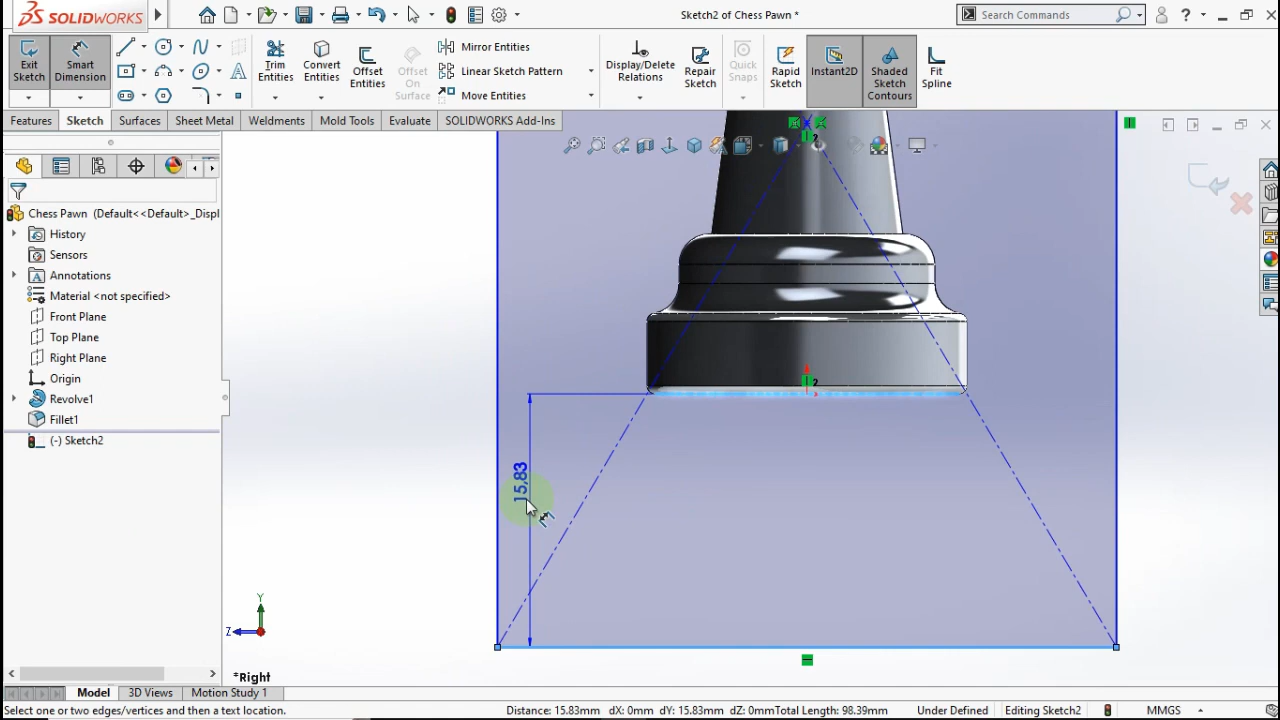 SOLIDWORKS
Sketch2 of Chess Pawn *
Search Commands
?
Exit Sketch
Smart Dimension
Trim Entities
Convert Entities
Offset Entities
Offset On Surface
Mirror Entities
Linear Sketch Pattern
Move Entities
Display/Delete Relations
Repair Sketch
Quick Snaps
Rapid Sketch
Instant2D
Shaded Sketch Contours
Fit Spline
Features
Sketch
Surfaces
Sheet Metal
Weldments
Mold Tools
Evaluate
SOLIDWORKS Add-Ins
Chess Pawn (Default<<Default>_Displ
History
Sensors
Annotations
Material <not specified>
Front Plane
Top Plane
Right Plane
Origin
Revolve1
Fillet1
(-) Sketch2
2
2
15,83
Y
Z
*Right
Model
3D Views
Motion Study 1
Select one or two edges/vertices and then a text location.
Distance: 15.83mm dX: 0mm dY: 15.83mm dZ: 0mmTotal Length: 98.39mm
Under Defined
Editing Sketch2
MMGS